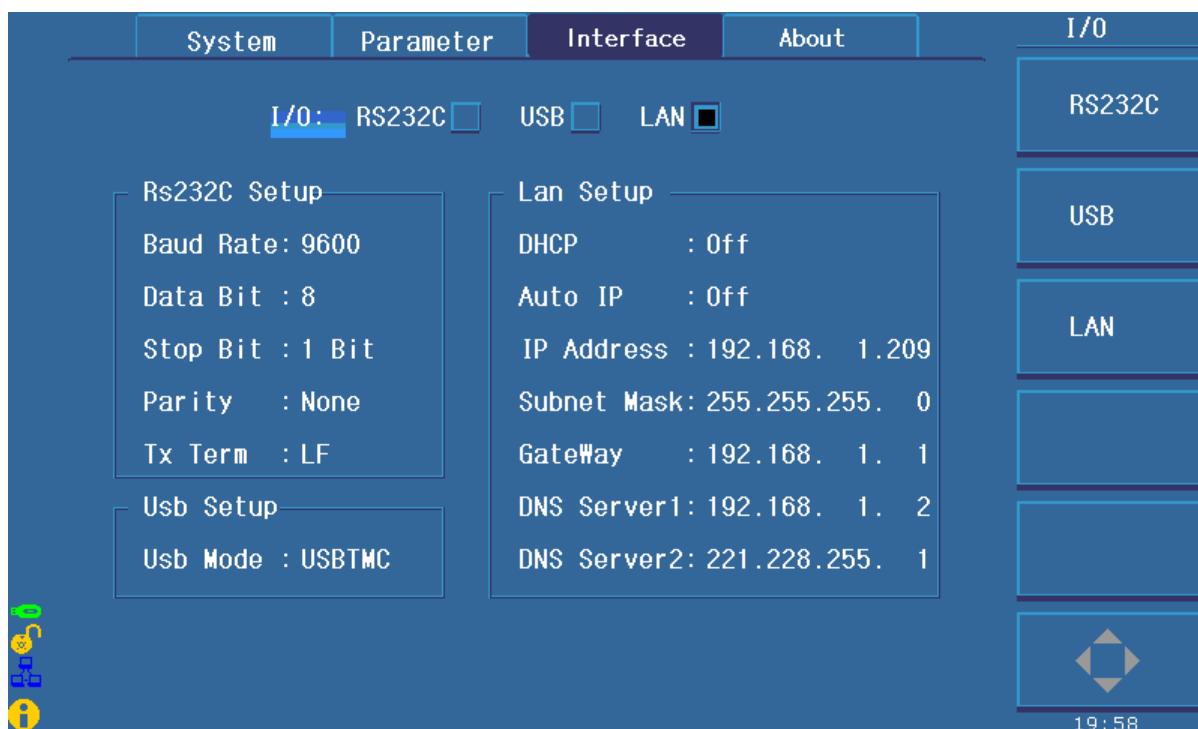 System Parameter Interface About
I/O
I/O: RS232C USB LAN
RS232C
USB
LAN
Rs232C Setup
Baud Rate: 9600
Data Bit : 8
Stop Bit : 1 Bit
Parity : None
Tx Term : LF
Usb Setup
Usb Mode : USBTMC
Lan Setup
DHCP : Off
Auto IP : Off
IP Address : 192.168. 1.209
Subnet Mask: 255.255.255. 0
GateWay : 192.168. 1. 1
DNS Server1: 192.168. 1. 2
DNS Server2: 221.228.255. 1
19:58